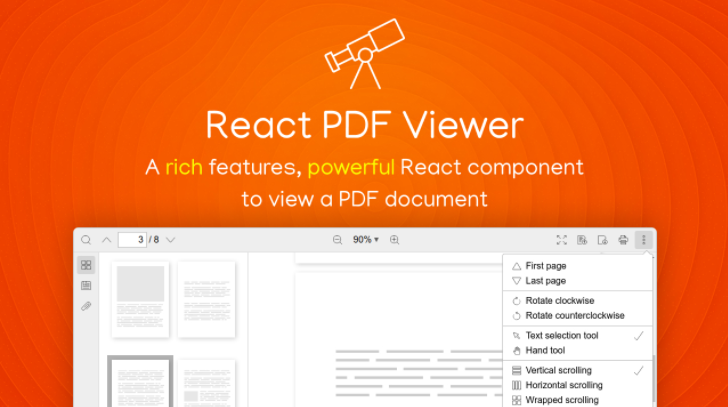 React PDF Viewer
A rich features, powerful React component
to view a PDF document
3 / 8
90%
First page
Last page
Rotate clockwise
Rotate counterclockwise
Text selection tool
Hand tool
Vertical scrolling
Horizontal scrolling
Wrapped scrolling